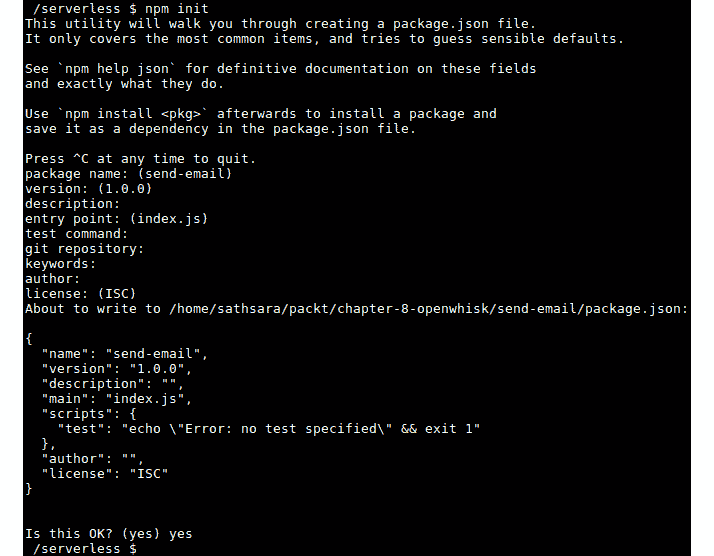 /serverless $ npm init
This utility will walk you through creating a package.json file.
It only covers the most common items, and tries to guess sensible defaults.
See `npm help json` for definitive documentation on these fields
and exactly what they do.
Use `npm install <pkg>` afterwards to install a package and
save it as a dependency in the package.json file.
Press ^C at any time to quit.
package name: (send-email)
version: (1.0.0)
description:
entry point: (index.js)
test command:
git repository:
keywords:
author:
license: (ISC)
About to write to /home/sathsara/packt/chapter-8-openwhisk/send-email/package.json:
{
  "name": "send-email",
  "version": "1.0.0",
  "description": "",
  "main": "index.js",
  "scripts": {
    "test": "echo \"Error: no test specified\" && exit 1"
  },
  "author": "",
  "license": "ISC"
}
Is this OK? (yes) yes
/serverless $